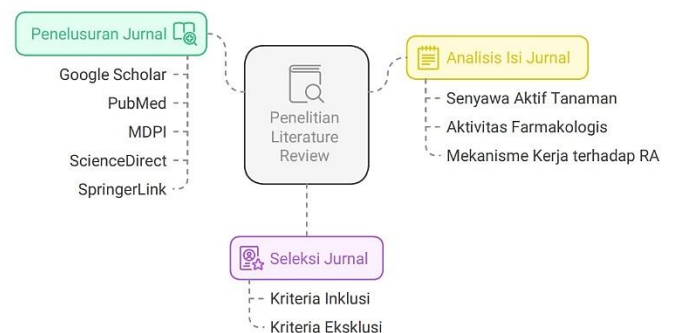 Penelusuran Jurnal
Google Scholar
PubMed
MDPI
ScienceDirect
SpringerLink
Penelitian
Literature
Review
Analisis Isi Jurnal
Senyawa Aktif Tanaman
Aktivitas Farmakologis
Mekanisme Kerja terhadap RA
Seleksi Jurnal
Kriteria Inklusi
Kriteria Eksklusi